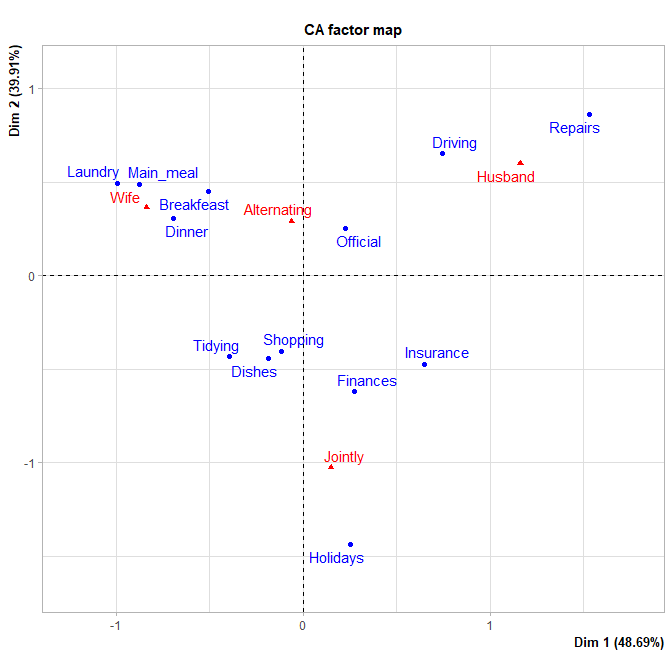 CA factor map
Dim 2 (39.91%)
1
Repairs
Driving
Husband
Laundry
Main_meal
Wife
Breakfeast
Alternating
Dinner
Official
0
Shopping
Tidying
Insurance
Dishes
Finances
Jointly
-1
Holidays
-1
0
1
Dim 1 (48.69%)